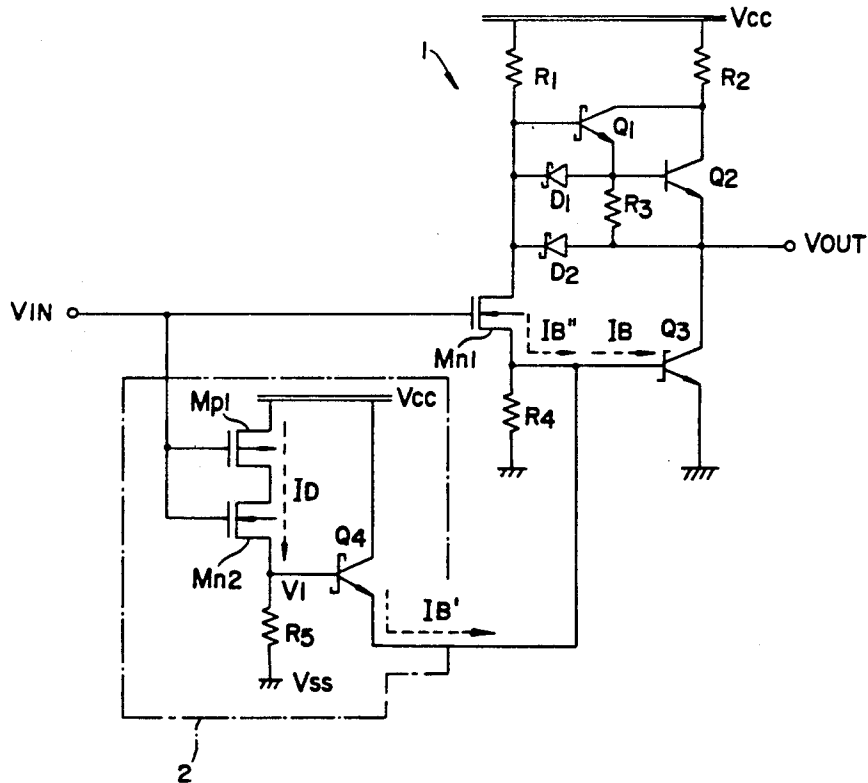 Vcc
1
R1
R2
Q1
D1
R3
Q2
D2
VOUT
VIN
Mn1
IB" IB Q3
Mp1
Vcc
R4
ID
Q4
Mn2
V1
IB'
R5
Vss
2